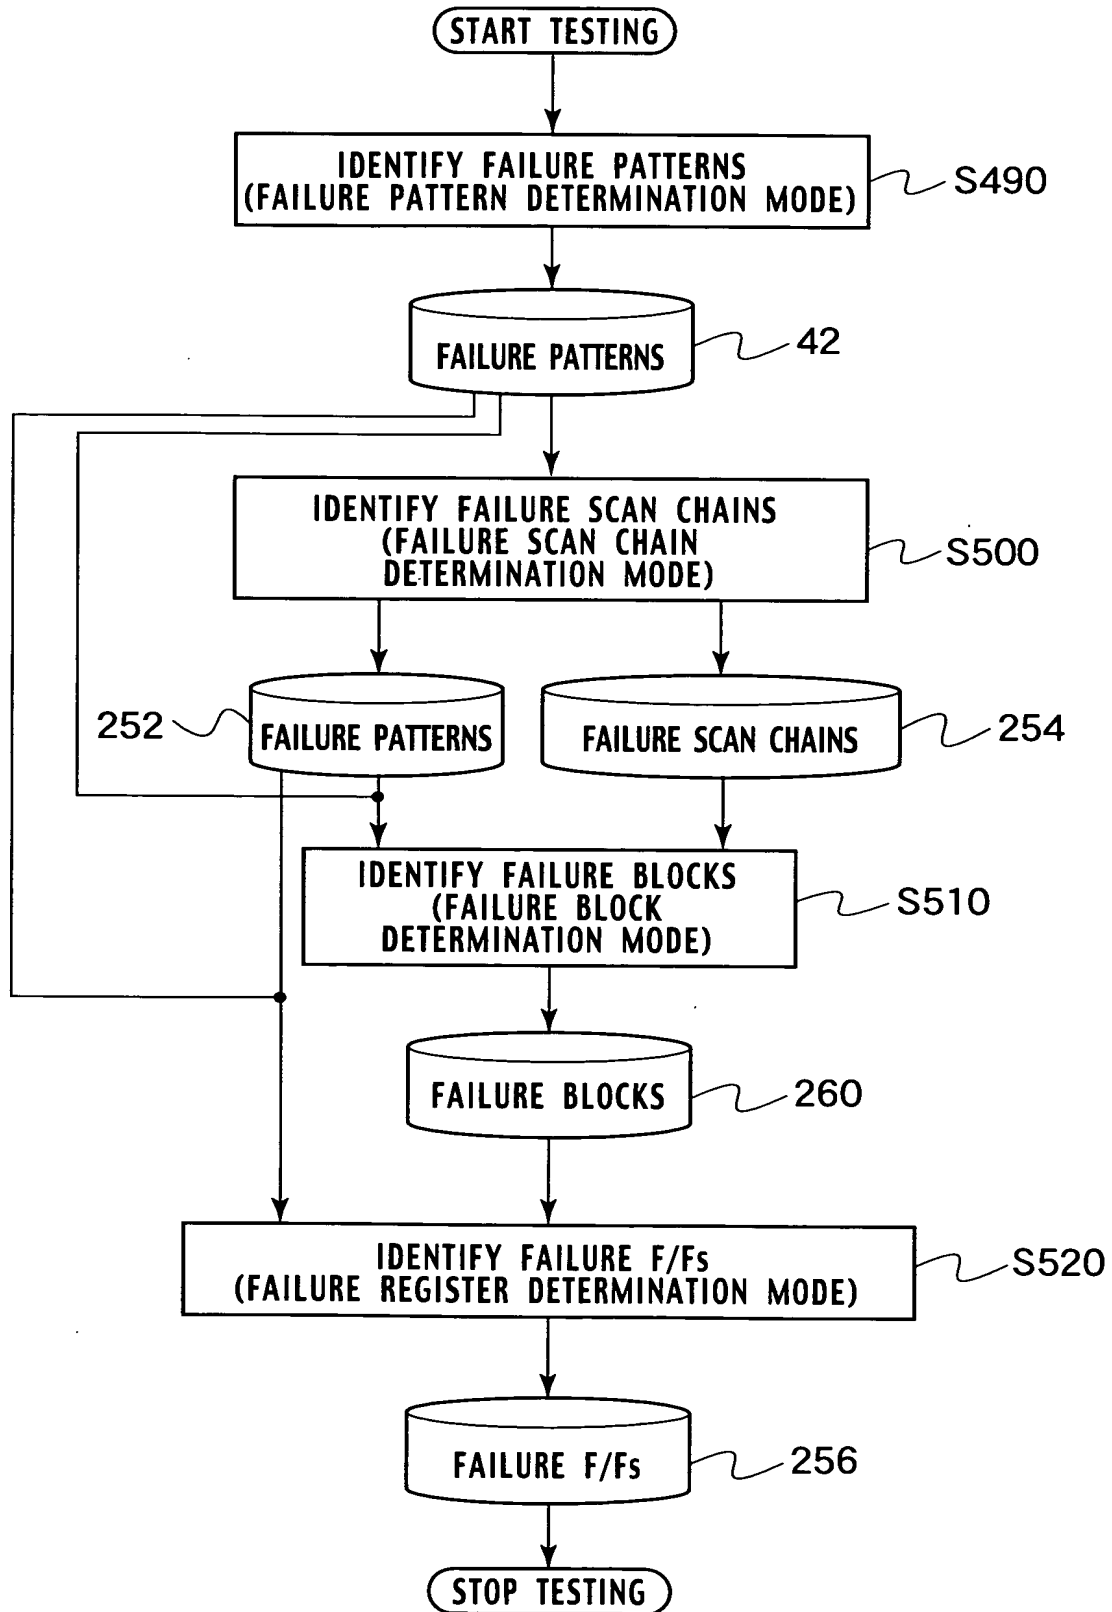 START TESTING
IDENTIFY FAILURE PATTERNS
(FAILURE PATTERN DETERMINATION MODE)
S490
FAILURE PATTERNS
42
IDENTIFY FAILURE SCAN CHAINS
(FAILURE SCAN CHAIN
DETERMINATION MODE)
S500
252
FAILURE PATTERNS
FAILURE SCAN CHAINS
254
IDENTIFY FAILURE BLOCKS
(FAILURE BLOCK
DETERMINATION MODE)
S510
FAILURE BLOCKS
260
IDENTIFY FAILURE F/Fs
(FAILURE REGISTER DETERMINATION MODE)
S520
FAILURE F/Fs
256
STOP TESTING